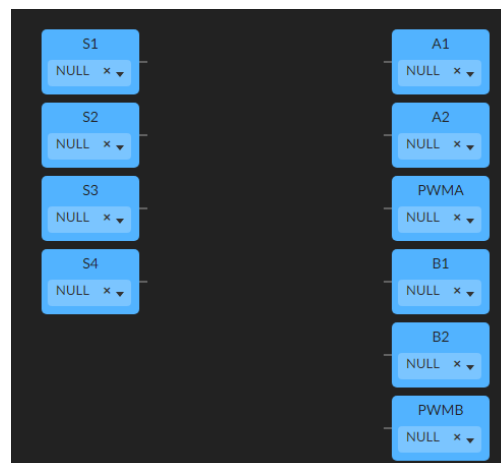 S1
NULL ×
S2
NULL ×
S3
NULL ×
S4
NULL ×
A1
NULL ×
A2
NULL ×
PWMA
NULL ×
B1
NULL ×
B2
NULL ×
PWMB
NULL ×